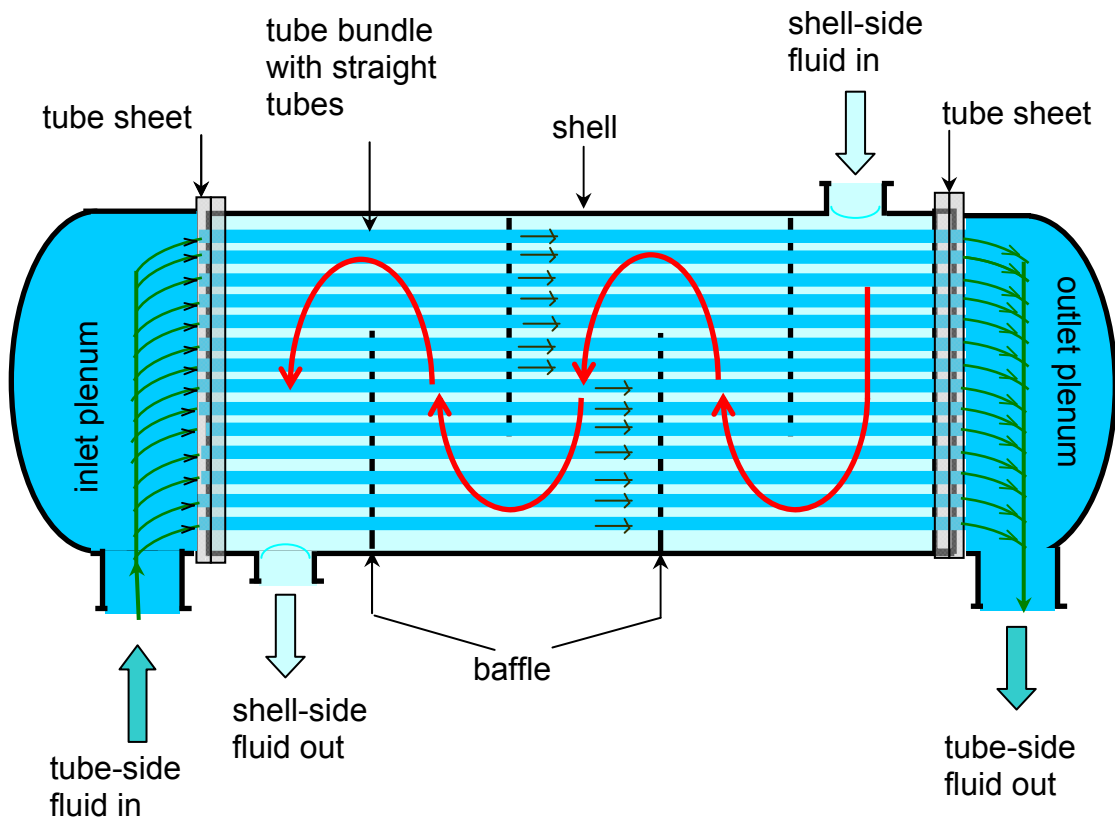 tube bundle
with straight
tubes
shell-side
fluid in
tube sheet
shell
tube sheet
inlet plenum
outlet plenum
baffle
shell-side
fluid out
tube-side
fluid in
tube-side
fluid out